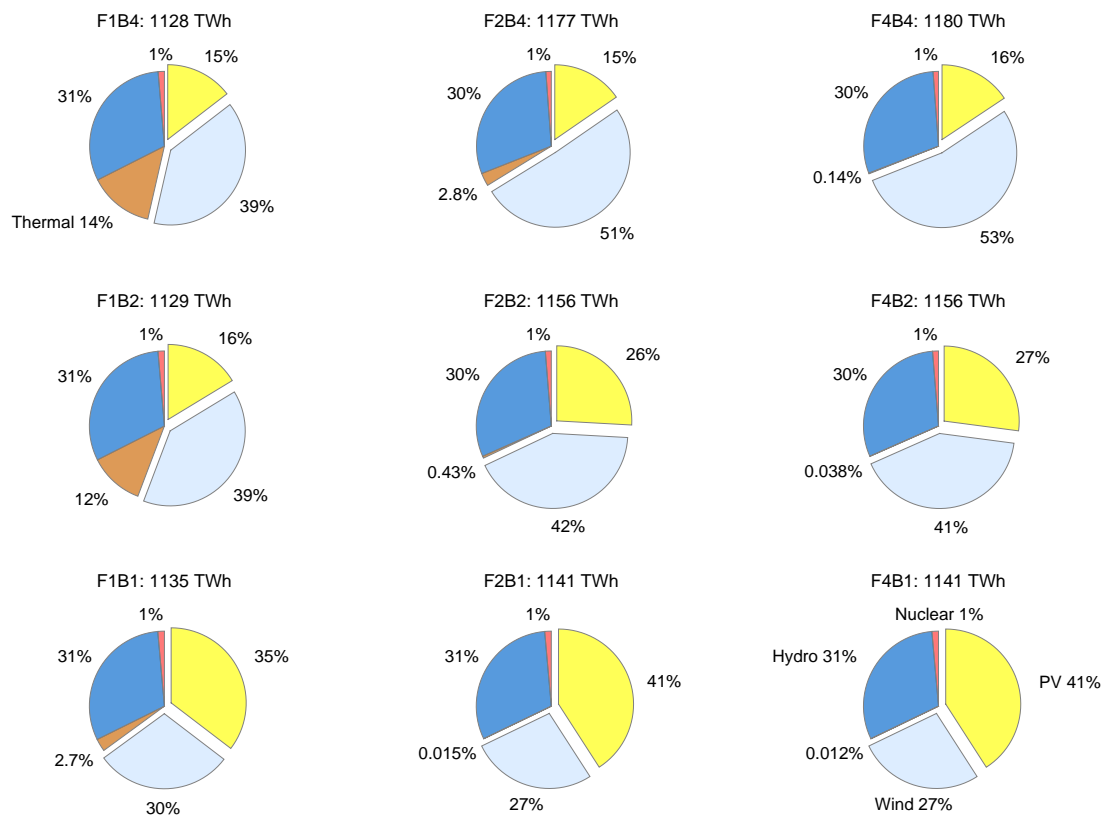 F1B4: 1128 TWh
1%
15%
31%
Thermal 14%
39%
F2B4: 1177 TWh
1%
15%
30%
2.8%
51%
F4B4: 1180 TWh
1%
16%
30%
0.14%
53%
F1B2: 1129 TWh
1%
16%
31%
12%
39%
F2B2: 1156 TWh
1%
26%
30%
0.43%
42%
F4B2: 1156 TWh
1%
27%
30%
0.038%
41%
F1B1: 1135 TWh
1%
35%
31%
2.7%
30%
F2B1: 1141 TWh
1%
41%
31%
0.015%
27%
F4B1: 1141 TWh
Nuclear 1%
Hydro 31%
PV 41%
0.012%
Wind 27%